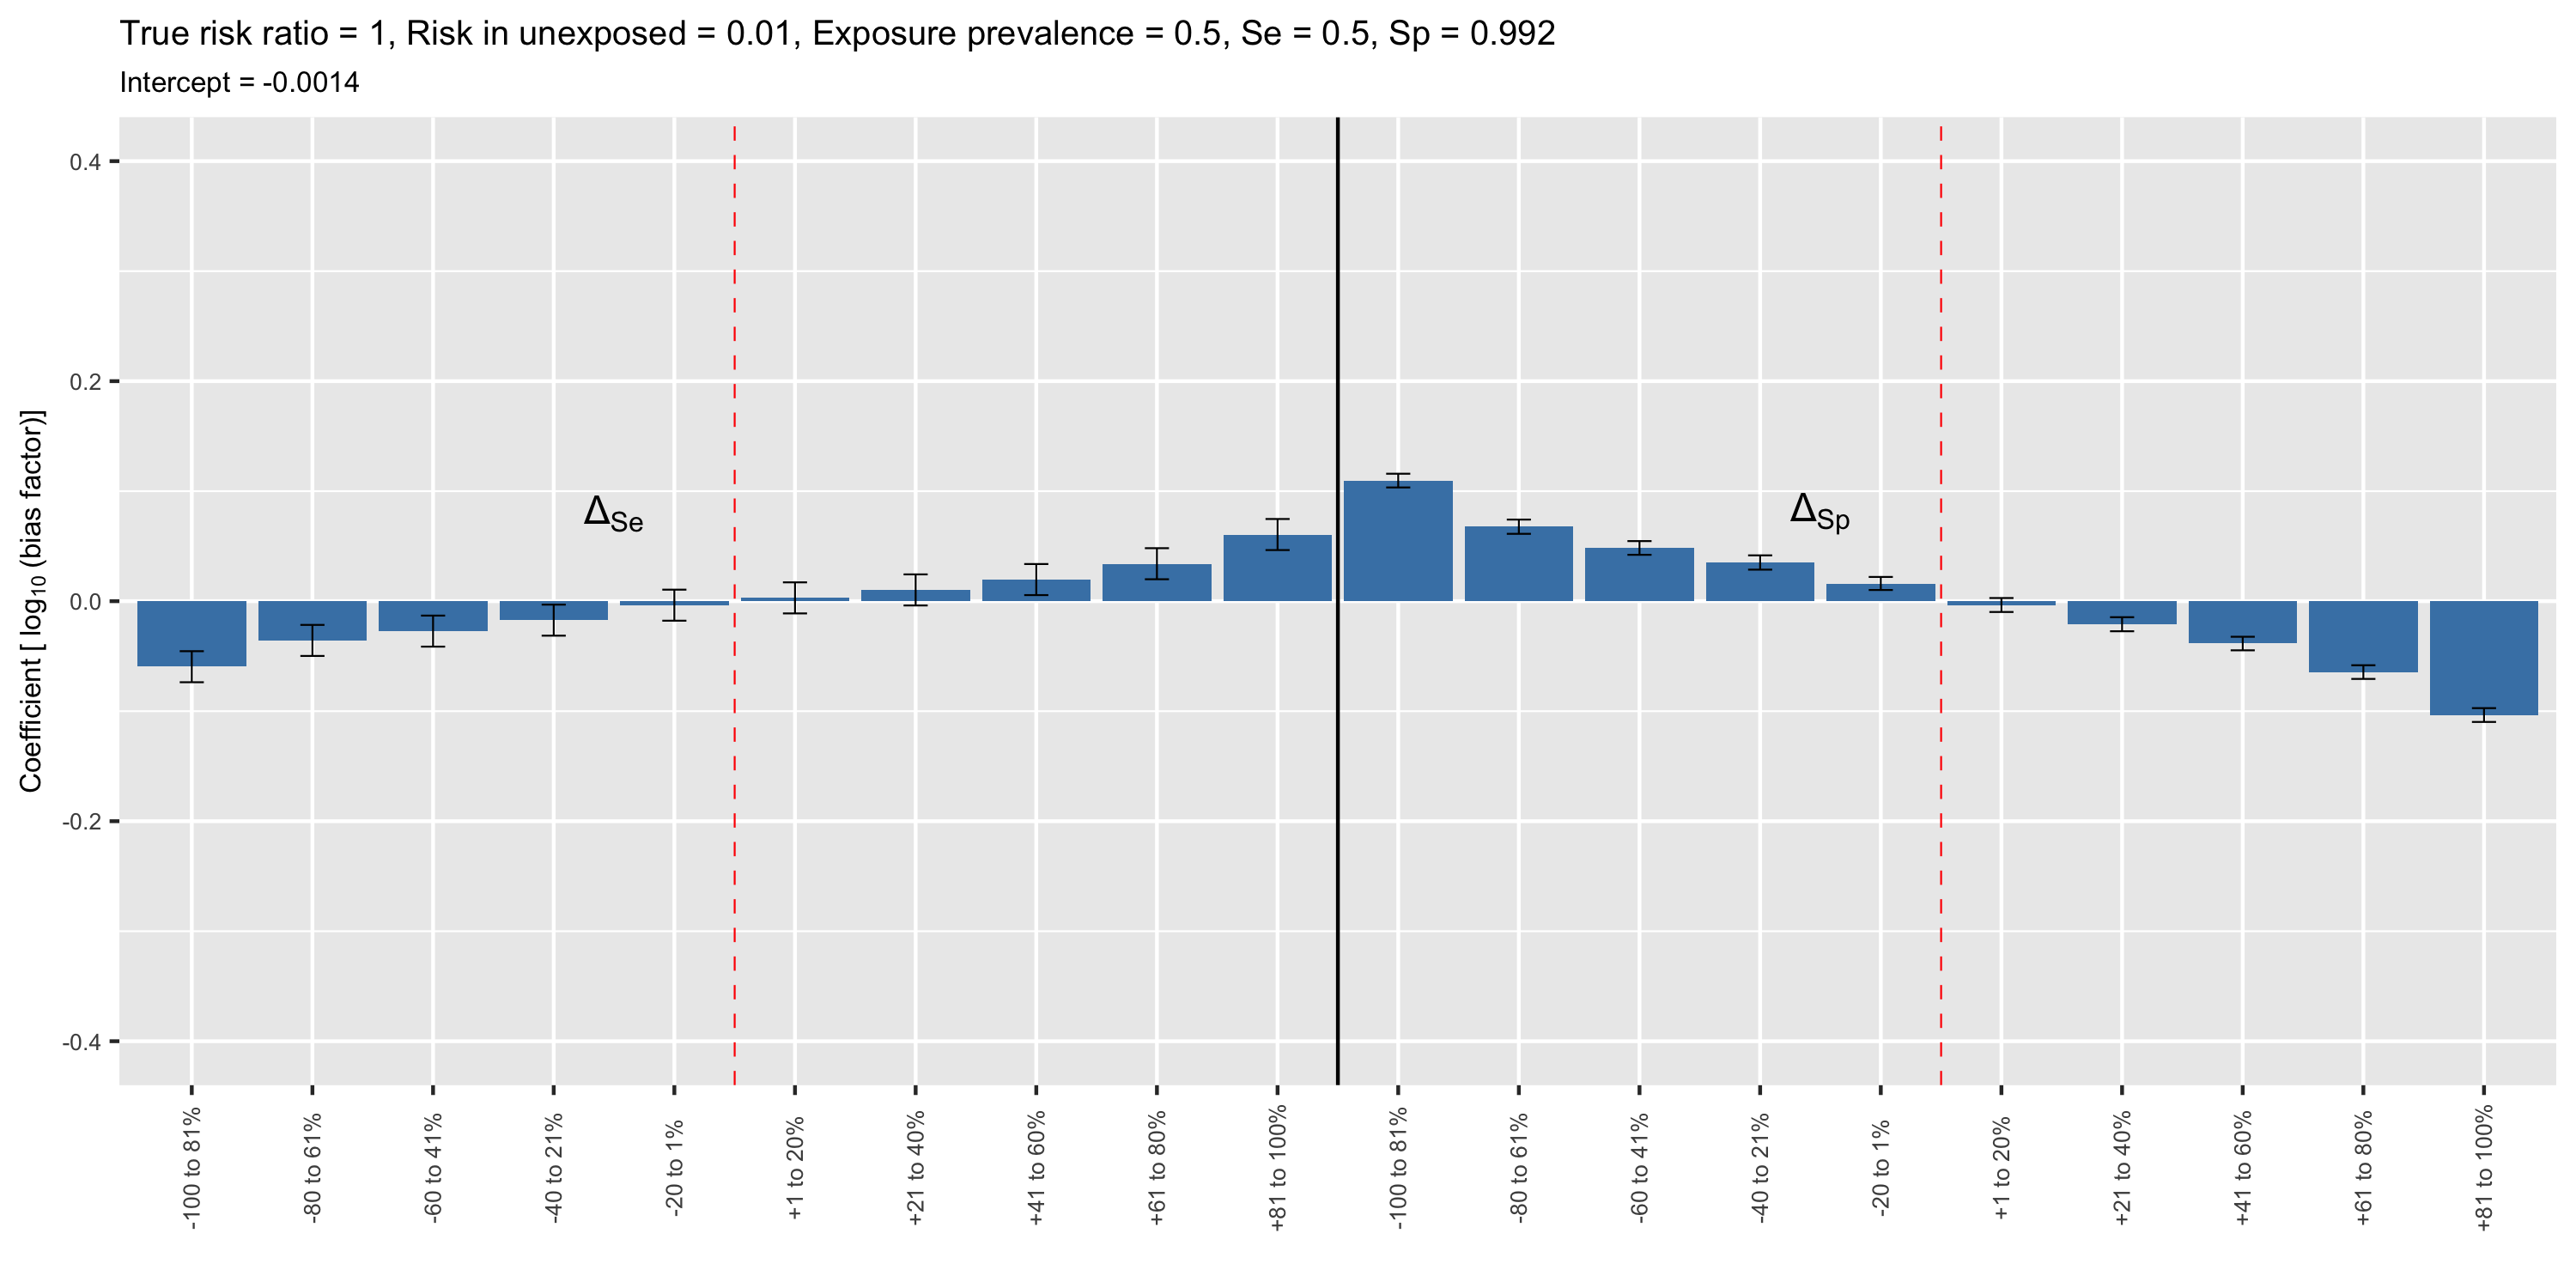 True risk ratio = 1, Risk in unexposed = 0.01, Exposure prevalence = 0.5, Se = 0.5, Sp = 0.992
Intercept = -0.0014
Coefficient [ log₁₀ (bias factor)]
0.4
0.2
0.0
-0.2
-0.4
Δ_Se
Δ_Sp
-100 to 81%
-80 to 61%
-60 to 41%
-40 to 21%
-20 to 1%
+1 to 20%
+21 to 40%
+41 to 60%
+61 to 80%
+81 to 100%
-100 to 81%
-80 to 61%
-60 to 41%
-40 to 21%
-20 to 1%
+1 to 20%
+21 to 40%
+41 to 60%
+61 to 80%
+81 to 100%